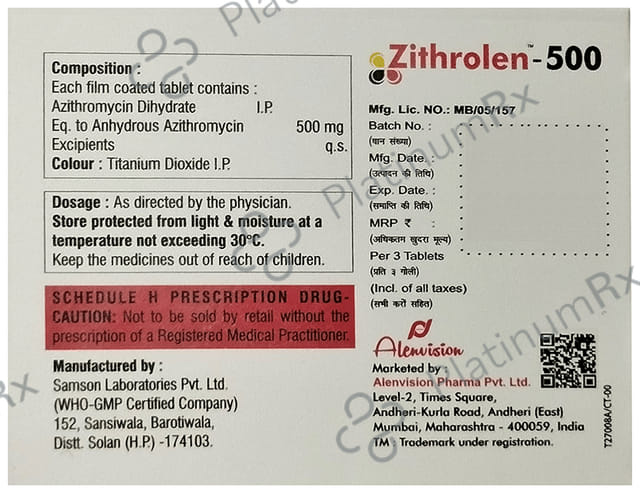 Composition :
Each film coated tablet contains :
Azithromycin Dihydrate I.P.
Eq. to Anhydrous Azithromycin 500 mg
Excipients q.s.
Colour : Titanium Dioxide I.P.
Dosage : As directed by the physician.
Store protected from light & moisture at a
temperature not exceeding 30°C.
Keep the medicines out of reach of children.
SCHEDULE H PRESCRIPTION DRUG-
CAUTION: Not to be sold by retail without the
prescription of a Registered Medical Practitioner.
Manufactured by :
Samson Laboratories Pvt. Ltd.
(WHO-GMP Certified Company)
152, Sansiwala, Barotiwala,
Distt. Solan (H.P.) -174103.
Zithrolen™-500
Mfg. Lic. NO.: MB/05/157
Batch No. :
(घान संख्या)
Mfg. Date. :
(उत्पादन की तिथि)
Exp. Date. :
(समाप्ति की तिथि)
MRP ₹ :
(अधिकतम खुदरा मूल्य)
Per 3 Tablets
(प्रति ३ गोली)
(Incl. of all taxes)
(सभी करों सहित)
Alenvision
Marketed by :
Alenvision Pharma Pvt. Ltd.
Level-2, Times Square,
Andheri-Kurla Road, Andheri (East)
Mumbai, Maharashtra - 400059, India
TM : Trademark under registration.
T27008A/CT-00
PlatinumRx
PlatinumRx
PlatinumRx